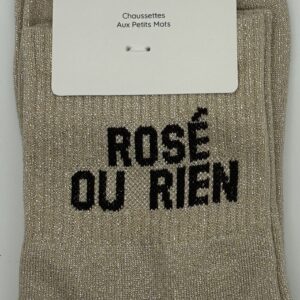 Chaussettes
Aux Petits Mots
ROSÉ
OU RIEN